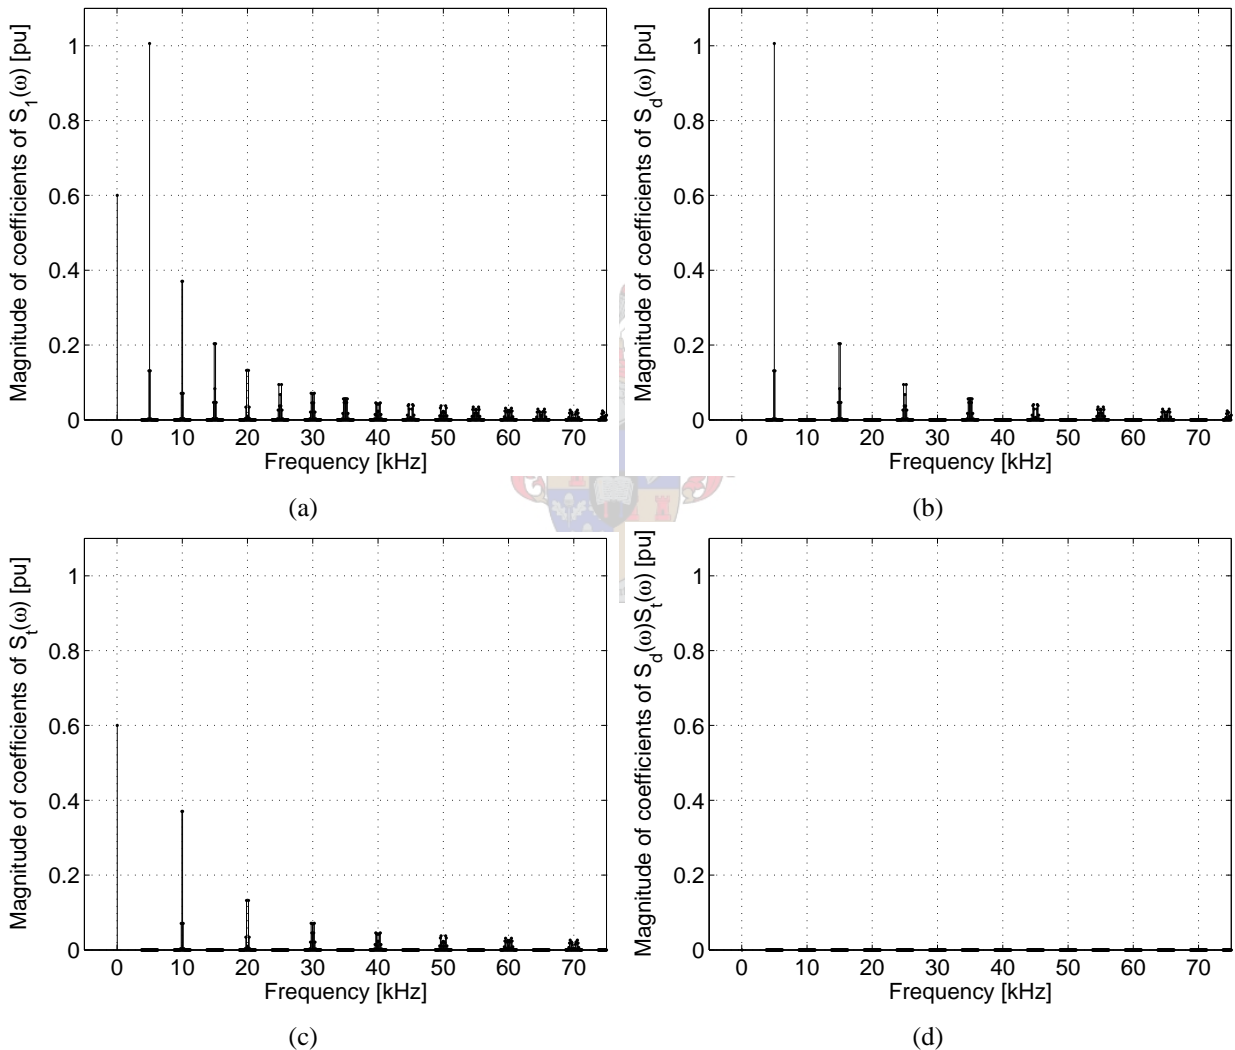 Magnitude of coefficients of S_1(ω) [pu]
1
0.8
0.6
0.4
0.2
0
0 10 20 30 40 50 60 70
Frequency [kHz]
(a)
Magnitude of coefficients of S_d(ω) [pu]
1
0.8
0.6
0.4
0.2
0
0 10 20 30 40 50 60 70
Frequency [kHz]
(b)
Magnitude of coefficients of S_t(ω) [pu]
1
0.8
0.6
0.4
0.2
0
0 10 20 30 40 50 60 70
Frequency [kHz]
(c)
Magnitude of coefficients of S_d(ω)S_t(ω) [pu]
1
0.8
0.6
0.4
0.2
0
0 10 20 30 40 50 60 70
Frequency [kHz]
(d)